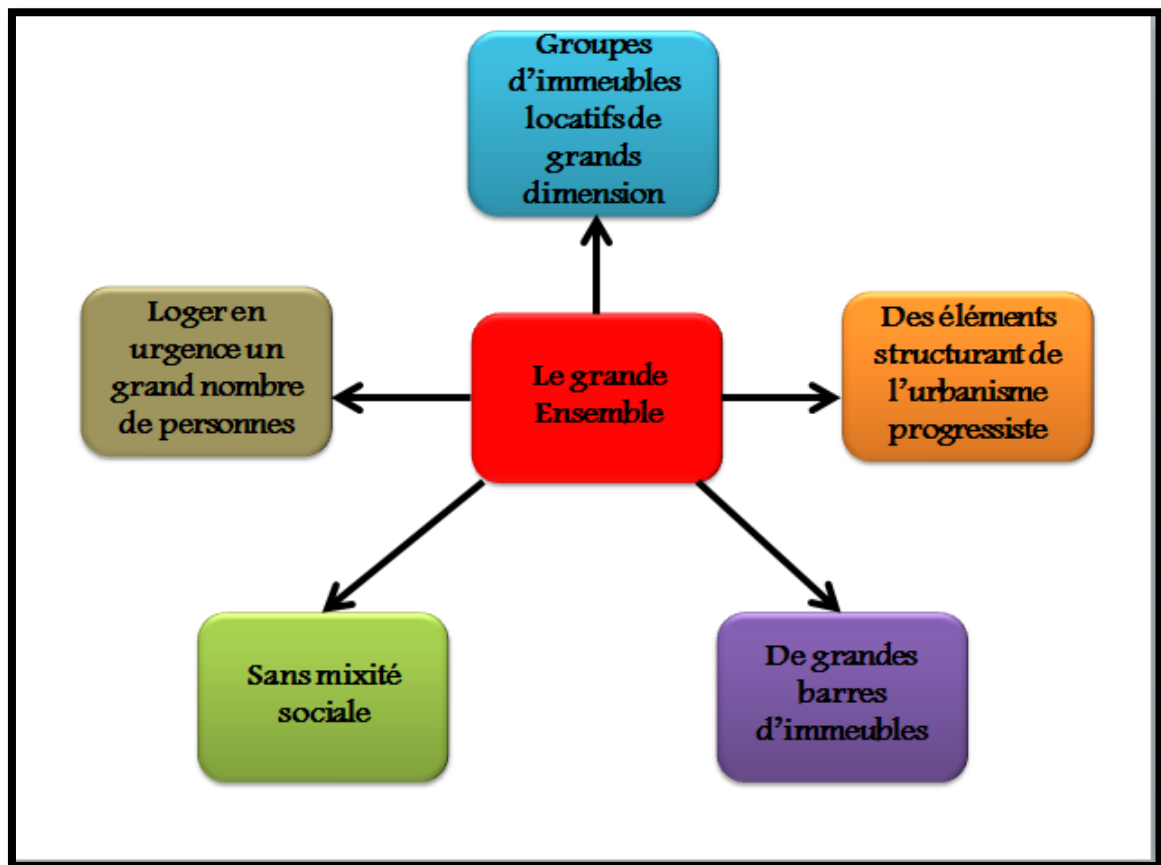 Groupes
d'immeubles
locatifs de
grands
dimension
Loger en
urgence un
grand nombre
de personnes
Le grande
Ensemble
Des éléments
structurant de
l'urbanisme
progressiste
Sans mixité
sociale
De grandes
barres
d'immeubles